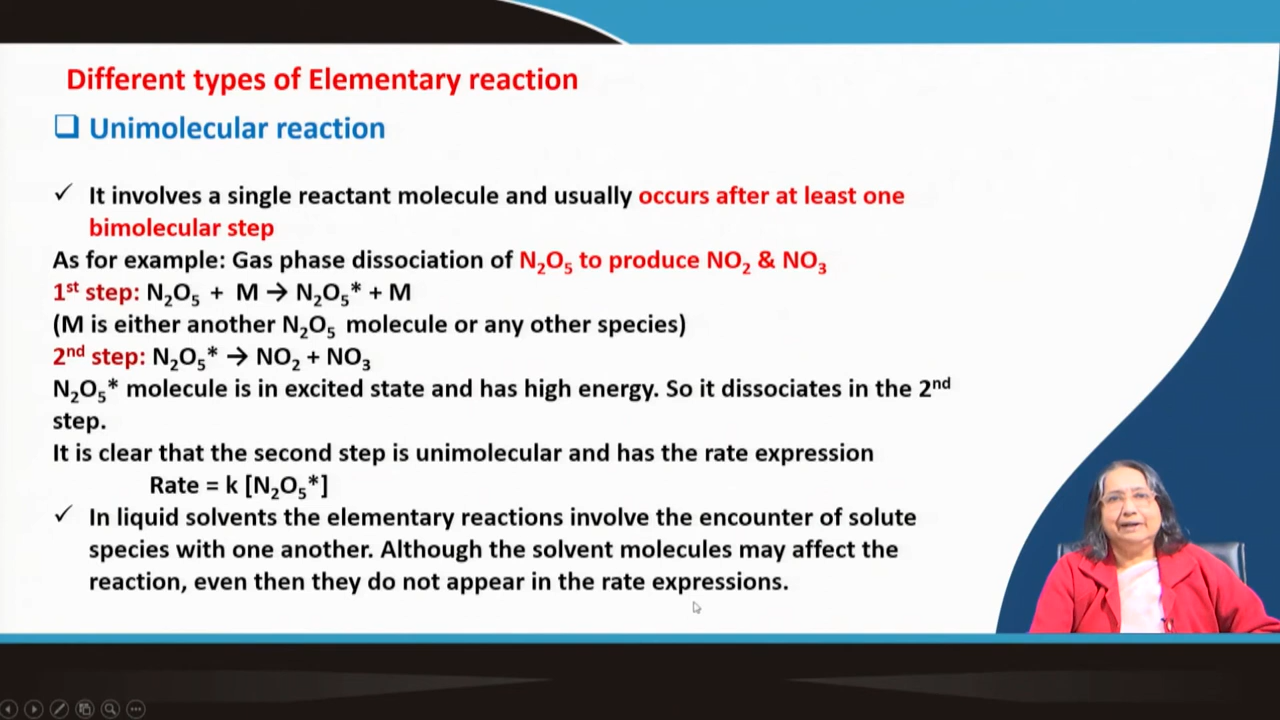 Different types of Elementary reaction
❑ Unimolecular reaction
✓ It involves a single reactant molecule and usually occurs after at least one
bimolecular step
As for example: Gas phase dissociation of N₂O₅ to produce NO₂ & NO₃
1ˢᵗ step: N₂O₅ + M → N₂O₅* + M
(M is either another N₂O₅ molecule or any other species)
2ⁿᵈ step: N₂O₅* → NO₂ + NO₃
N₂O₅* molecule is in excited state and has high energy. So it dissociates in the 2ⁿᵈ
step.
It is clear that the second step is unimolecular and has the rate expression
Rate = k [N₂O₅*]
✓ In liquid solvents the elementary reactions involve the encounter of solute
species with one another. Although the solvent molecules may affect the
reaction, even then they do not appear in the rate expressions.